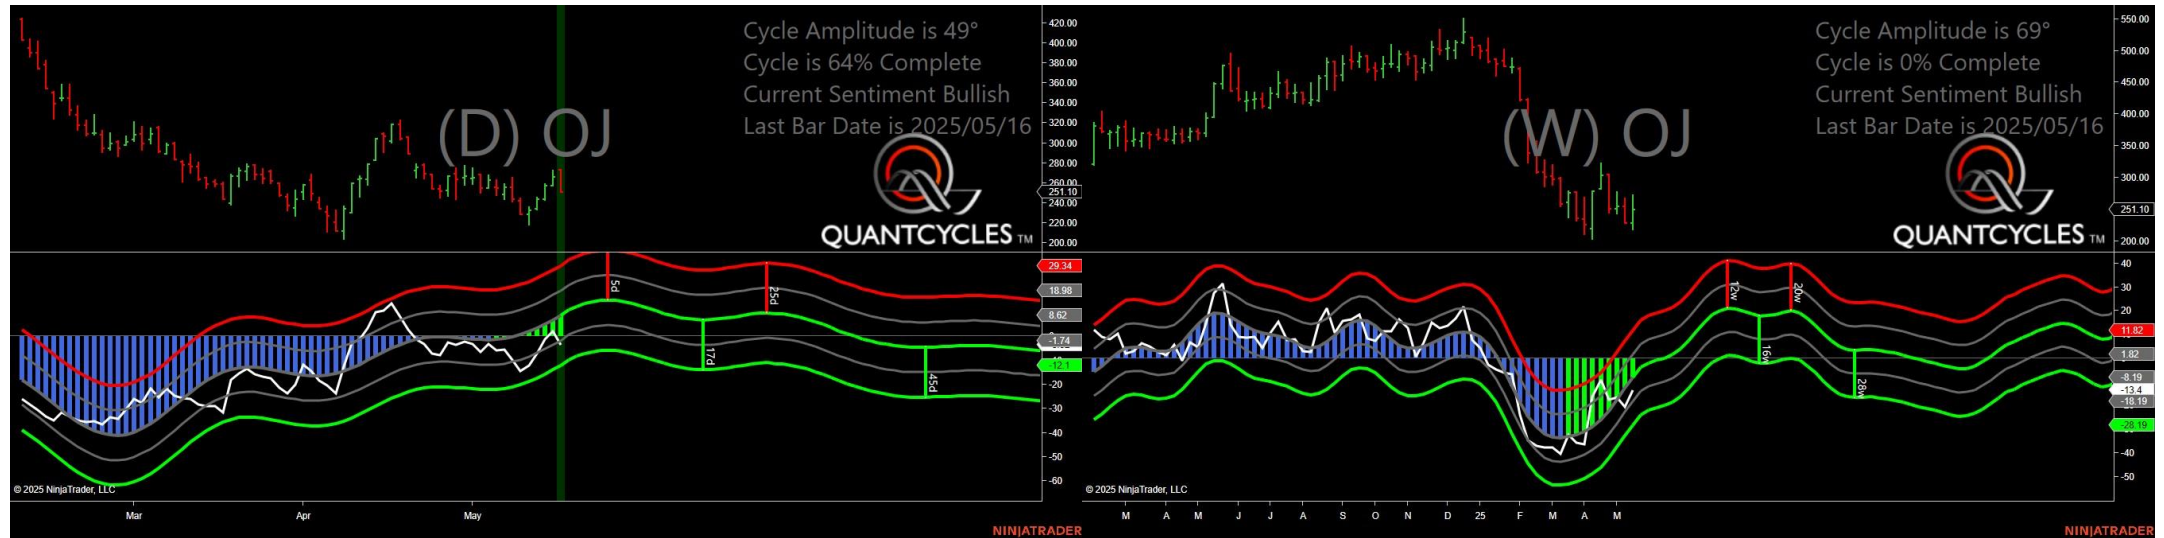 Cycle Amplitude is 49°
Cycle is 64% Complete
Current Sentiment Bullish
Last Bar Date is 2025/05/16
(D) OJ
QUANTCYCLES TM
420.00
400.00
380.00
360.00
340.00
320.00
300.00
280.00
260.00
251.10
240.00
220.00
200.00
29.34
18.98
8.62
-1.74
-12.1
-20
-30
-40
-50
-60
5d
17d
25d
45d
© 2025 NinjaTrader, LLC
Mar Apr May
NINJATRADER
Cycle Amplitude is 69°
Cycle is 0% Complete
Current Sentiment Bullish
Last Bar Date is 2025/05/16
(W) OJ
QUANTCYCLES TM
550.00
500.00
450.00
400.00
350.00
300.00
251.10
200.00
40
30
20
11.82
1.82
-8.19
-13.4
-18.19
-28.19
-40
-50
12w
16w
20w
28w
© 2025 NinjaTrader, LLC
M A M J J A S O N D 25 F M A M
NINJATRADER